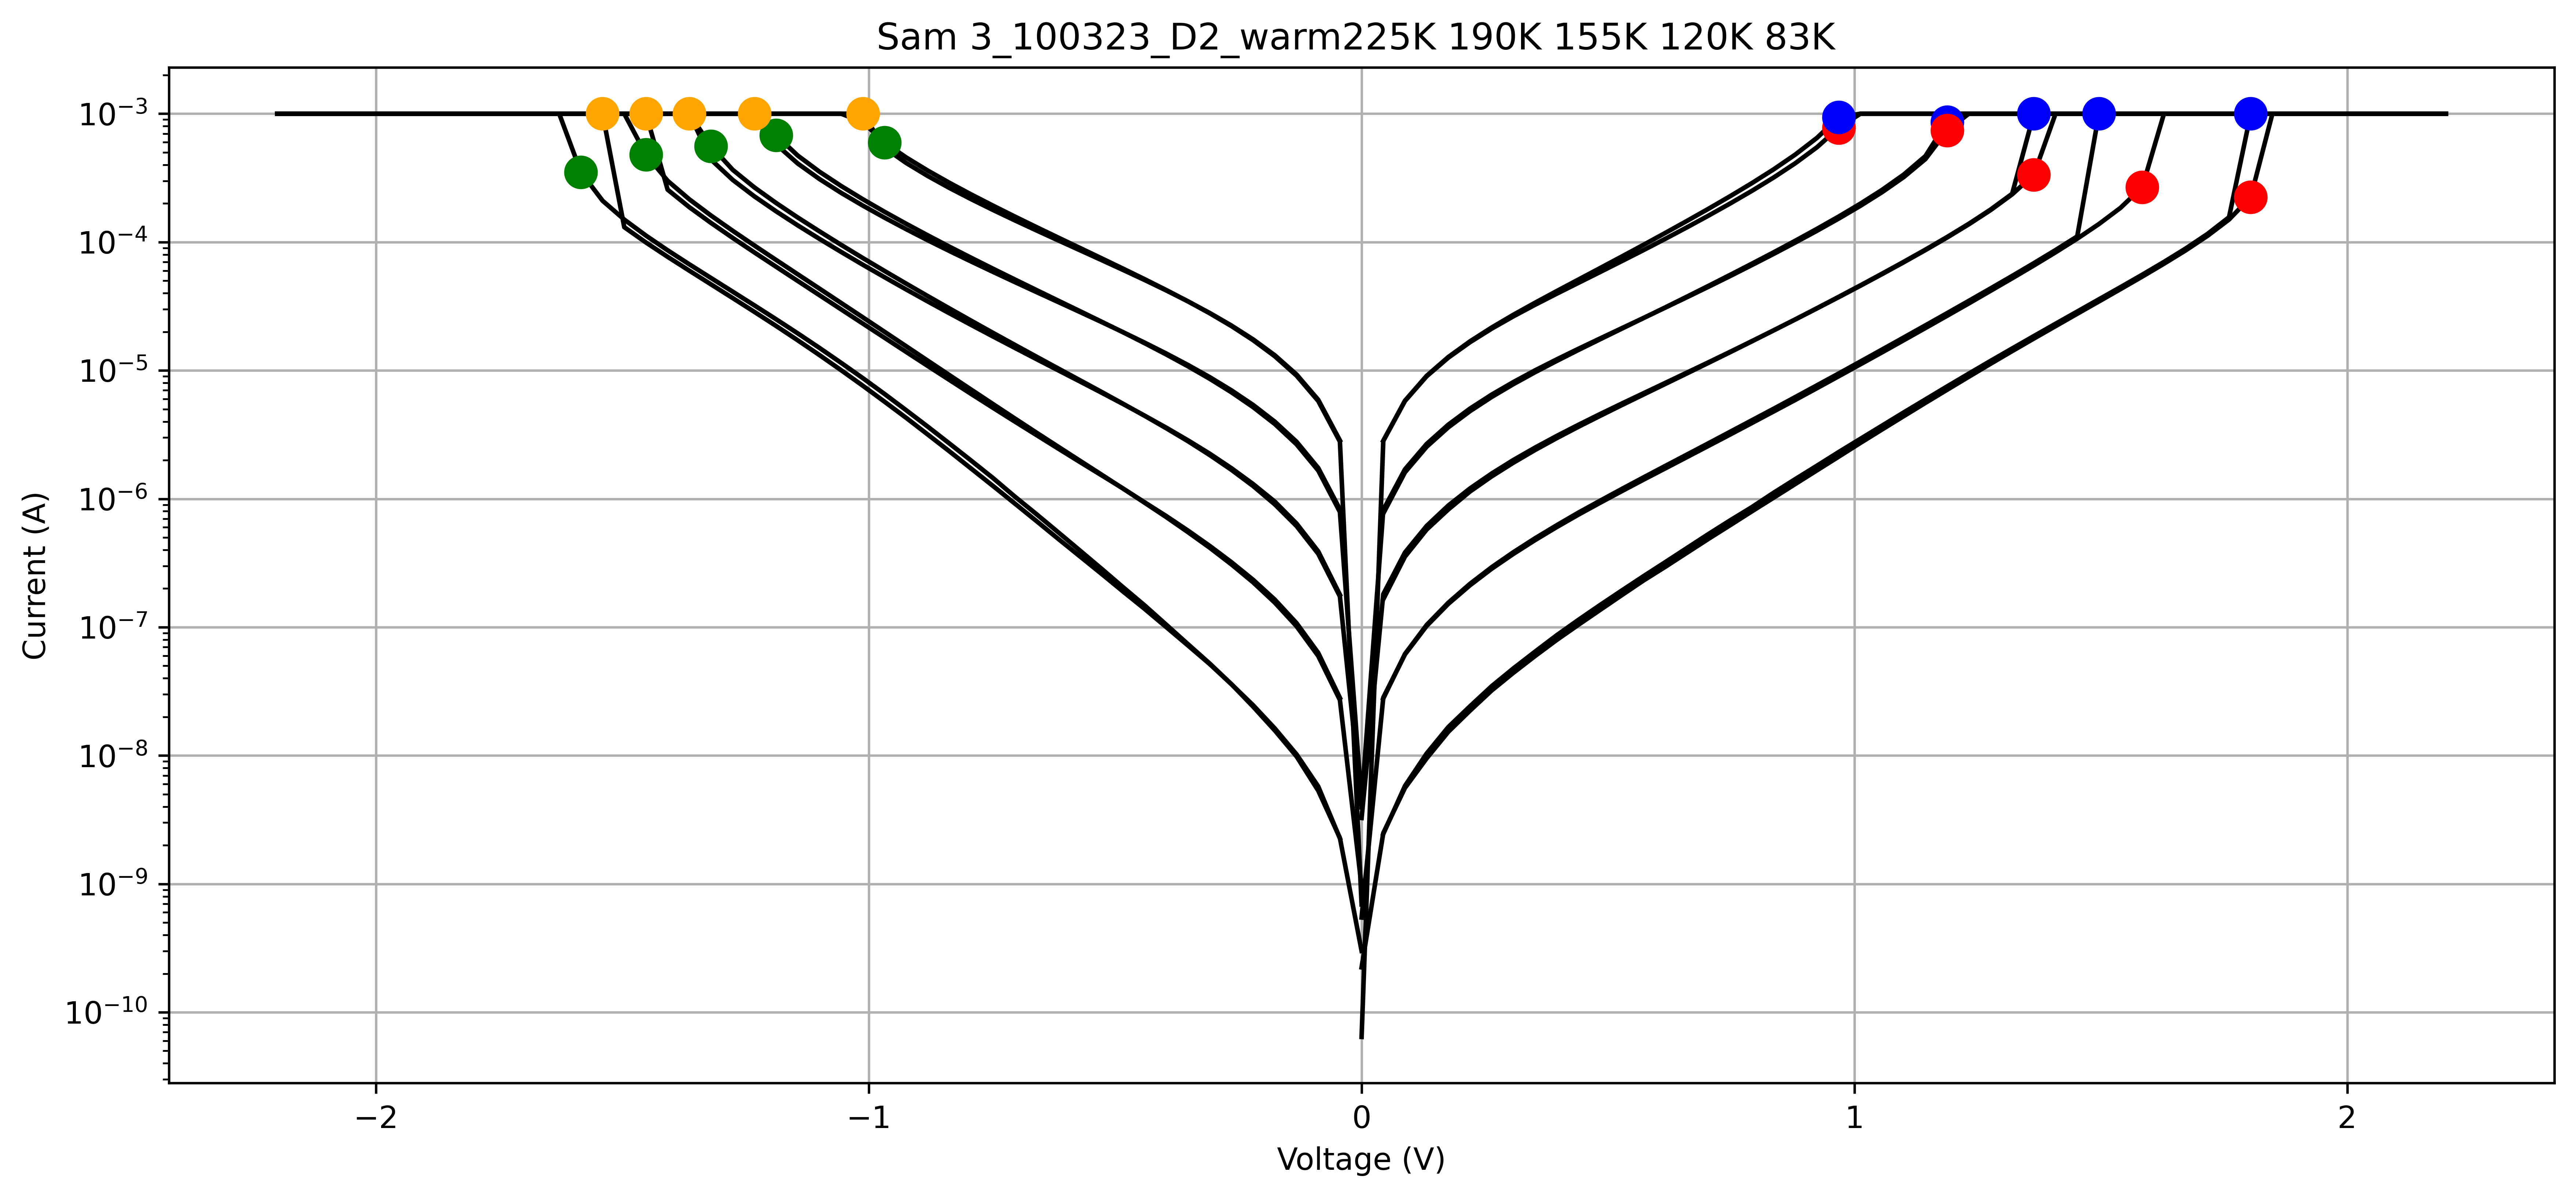 Sam 3_100323_D2_warm225K 190K 155K 120K 83K
10⁻³
10⁻⁴
10⁻⁵
10⁻⁶
10⁻⁷
10⁻⁸
10⁻⁹
10⁻¹⁰
Current (A)
−2 −1 0 1 2
Voltage (V)